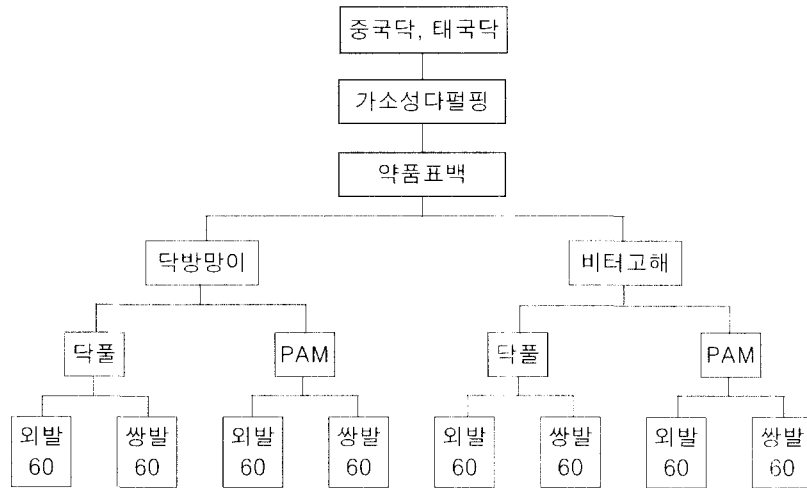 중국닥, 태국닥
가소성다펄핑
약품표백
닥방망이 비터고해
닥풀 PAM 닥풀 PAM
외발 쌍발 외발 쌍발 외발 쌍발 외발 쌍발
60 60 60 60 60 60 60 60